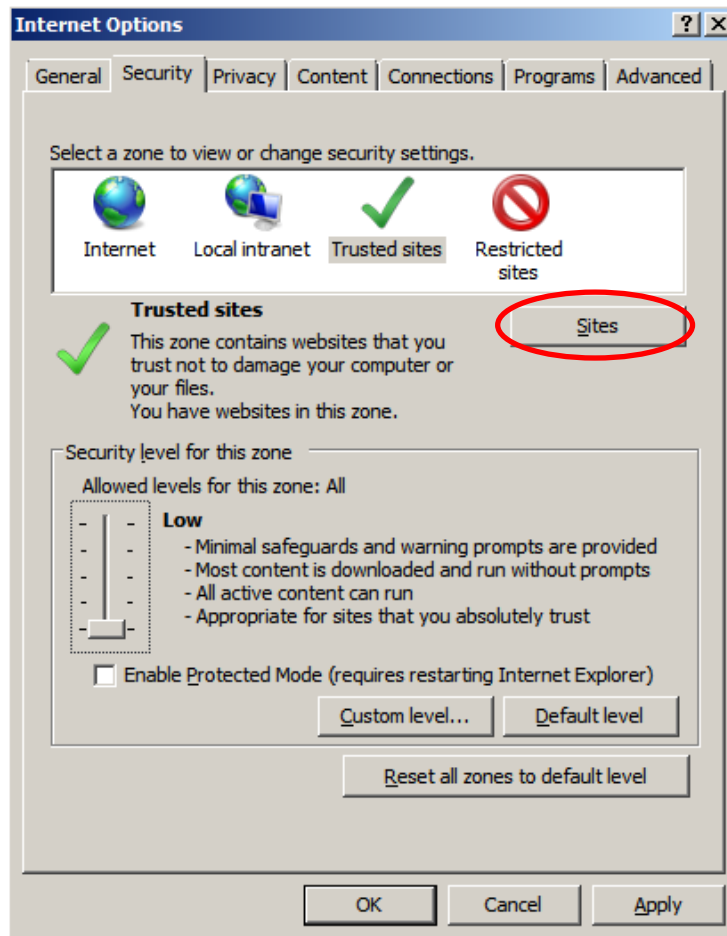 Internet Options
General Security Privacy Content Connections Programs Advanced
Select a zone to view or change security settings.
Internet Local intranet Trusted sites Restricted
sites
Trusted sites
Sites
This zone contains websites that you
trust not to damage your computer or
your files.
You have websites in this zone.
Security level for this zone
Allowed levels for this zone: All
Low
- Minimal safeguards and warning prompts are provided
- Most content is downloaded and run without prompts
- All active content can run
- Appropriate for sites that you absolutely trust
Enable Protected Mode (requires restarting Internet Explorer)
Custom level... Default level
Reset all zones to default level
OK Cancel Apply